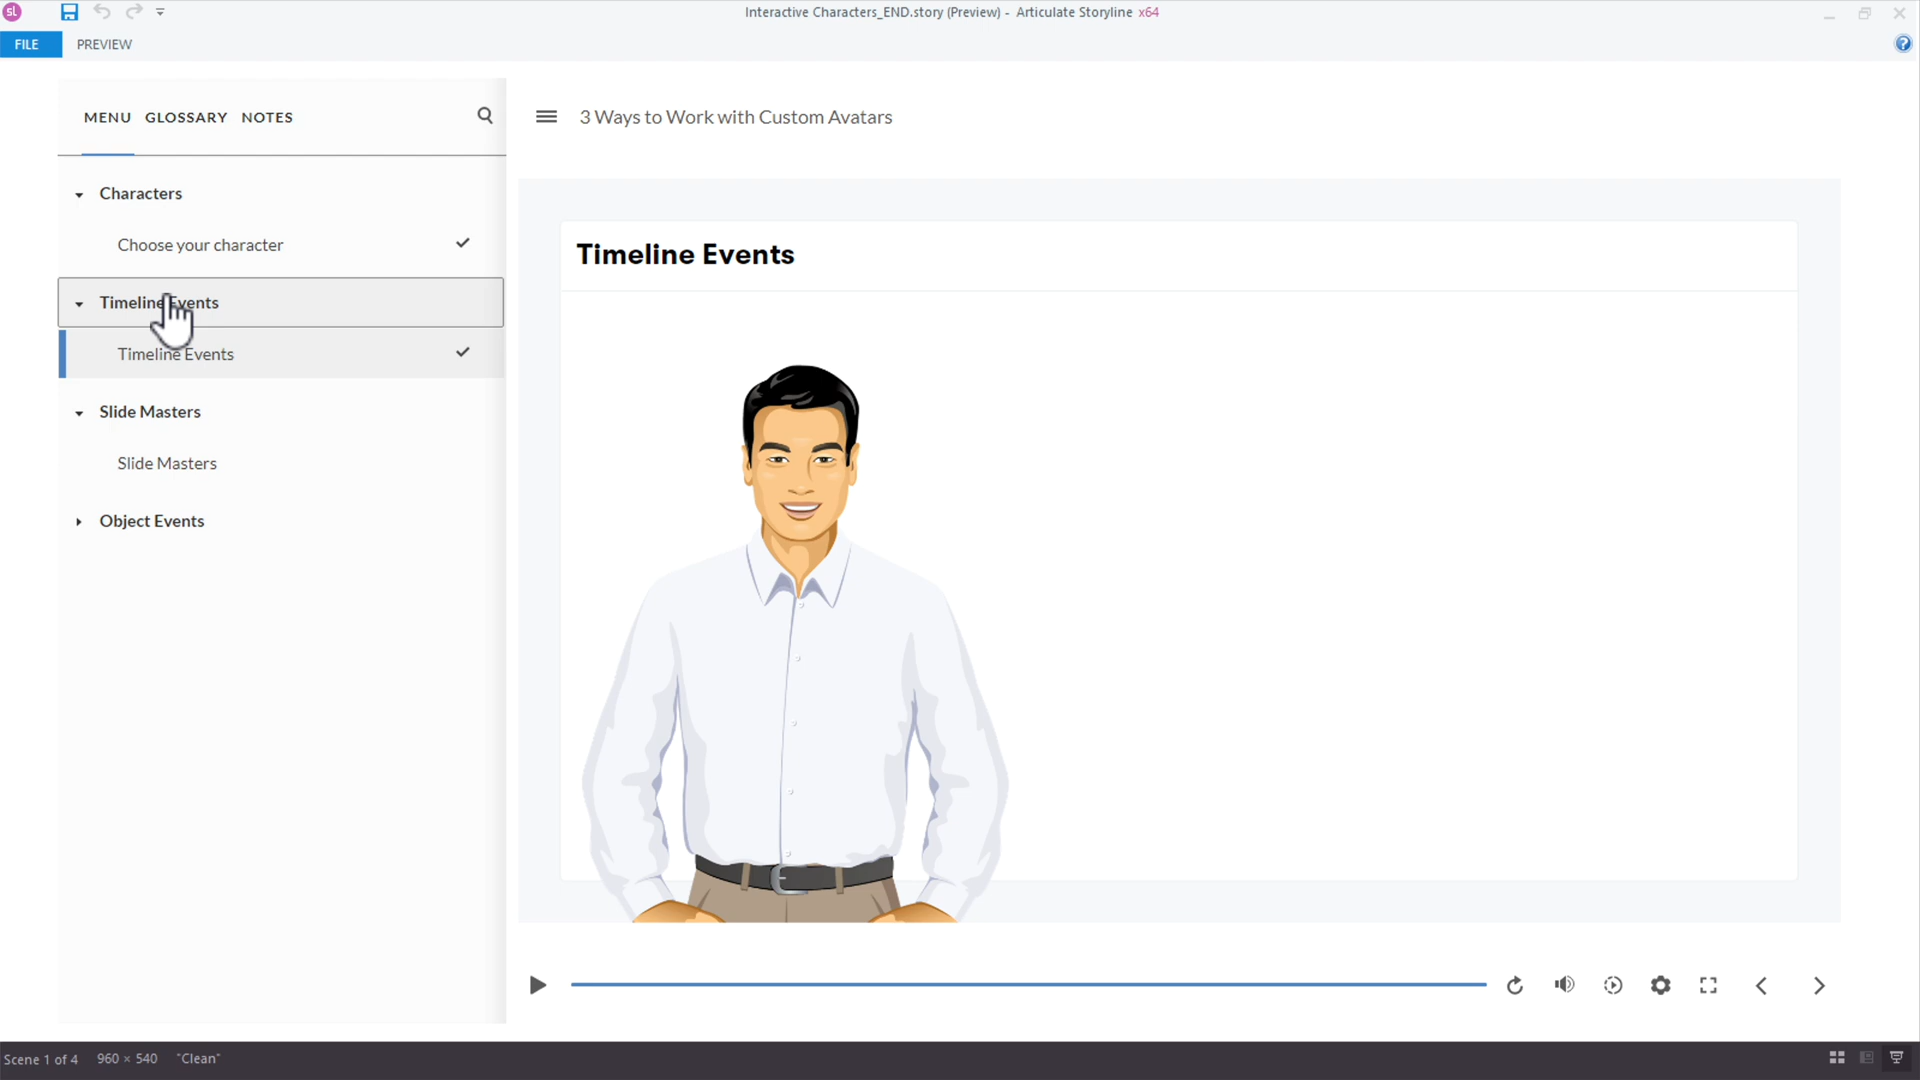 sl
Interactive Characters_END.story (Preview) - Articulate Storyline x64
FILE
PREVIEW
?
MENU GLOSSARY NOTES
3 Ways to Work with Custom Avatars
Characters
Choose your character
Timeline Events
Timeline Events
Slide Masters
Slide Masters
Object Events
Timeline Events
Scene 1 of 4 960 × 540 "Clean"